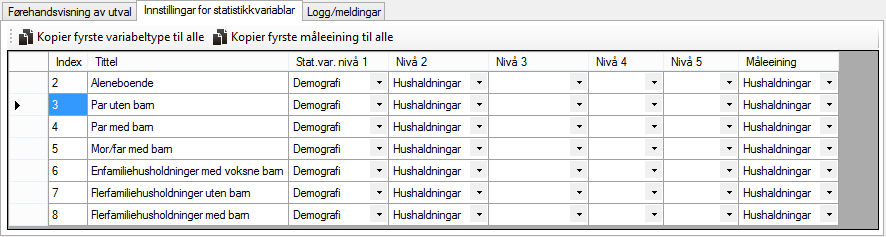 Førehandsvisning av utval Innstillingar for statistikkvariablar Logg/meldingar
Kopier fyrste variabeltype til alle Kopier fyrste måleeining til alle
Index Tittel Stat.var. nivå 1 Nivå 2 Nivå 3 Nivå 4 Nivå 5 Måleeining
2 Aleneboende Demografi Hushaldningar Hushaldningar
3 Par uten barn Demografi Hushaldningar Hushaldningar
4 Par med barn Demografi Hushaldningar Hushaldningar
5 Mor/far med barn Demografi Hushaldningar Hushaldningar
6 Enfamiliehusholdninger med voksne barn Demografi Hushaldningar Hushaldningar
7 Flerfamiliehusholdninger uten barn Demografi Hushaldningar Hushaldningar
8 Flerfamiliehusholdninger med barn Demografi Hushaldningar Hushaldningar